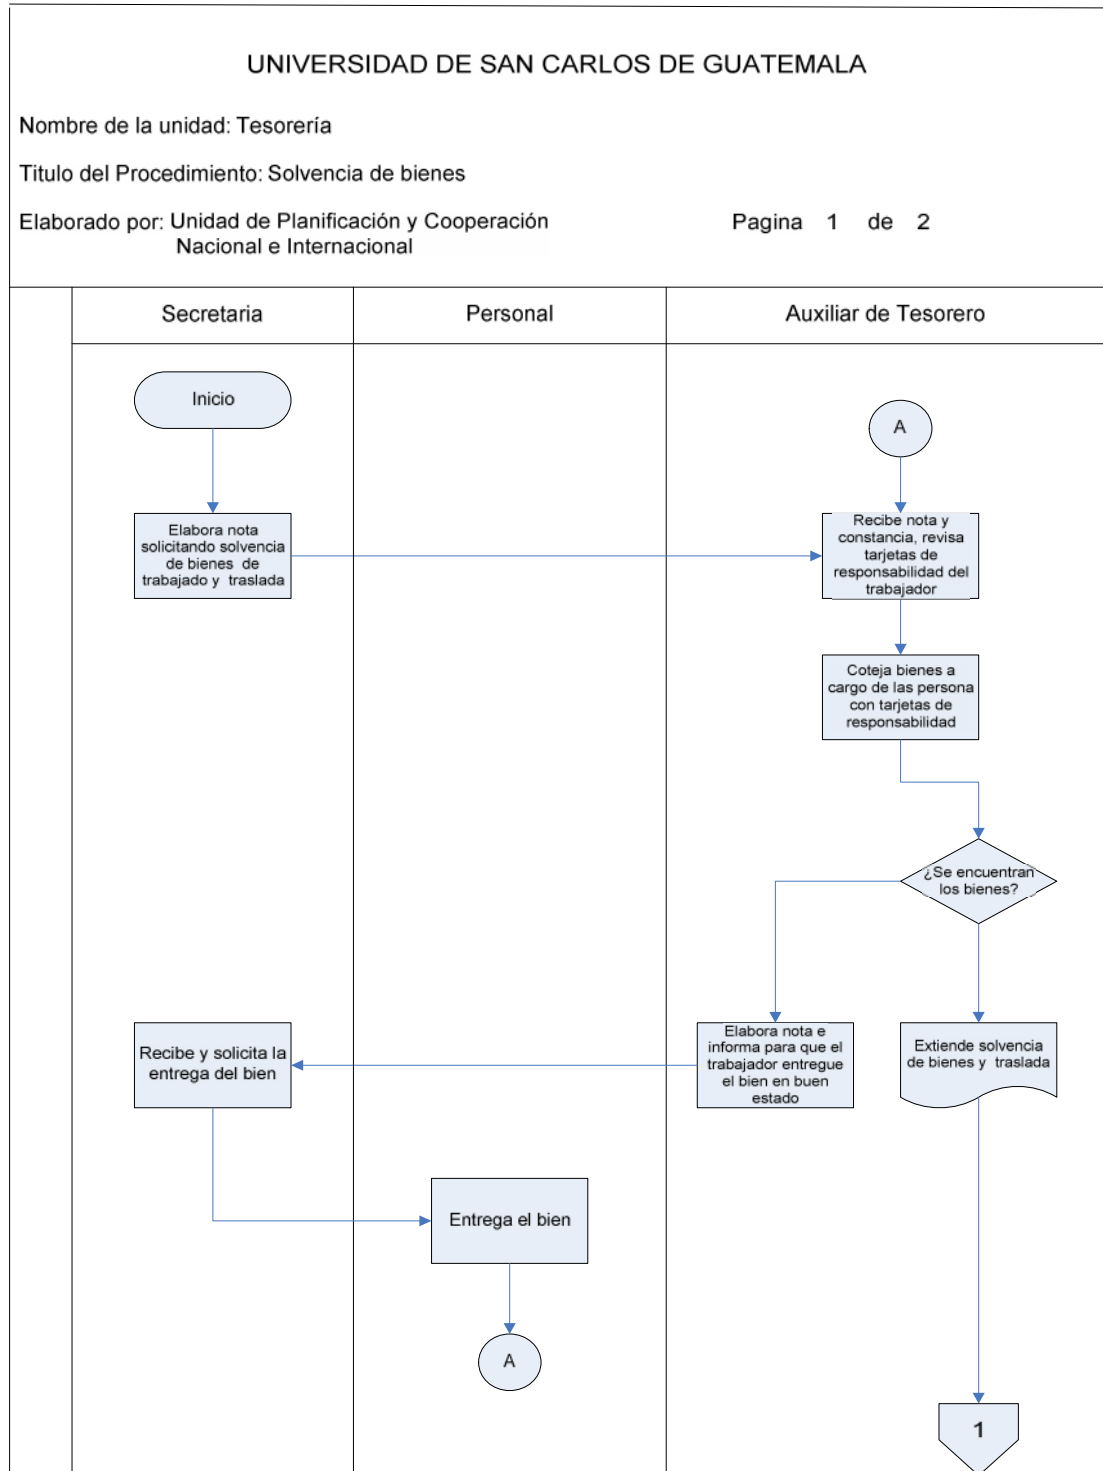 UNIVERSIDAD DE SAN CARLOS DE GUATEMALA
Nombre de la unidad: Tesorería
Titulo del Procedimiento: Solvencia de bienes
Elaborado por: Unidad de Planificación y Cooperación
Nacional e Internacional
Pagina 1 de 2
Secretaria
Personal
Auxiliar de Tesorero
Inicio
A
Elabora nota
solicitando solvencia
de bienes de
trabajado y traslada
Recibe nota y
constancia, revisa
tarjetas de
responsabilidad del
trabajador
Coteja bienes a
cargo de las persona
con tarjetas de
responsabilidad
¿Se encuentran
los bienes?
Recibe y solicita la
entrega del bien
Elabora nota e
informa para que el
trabajador entregue
el bien en buen
estado
Extiende solvencia
de bienes y traslada
Entrega el bien
A
1